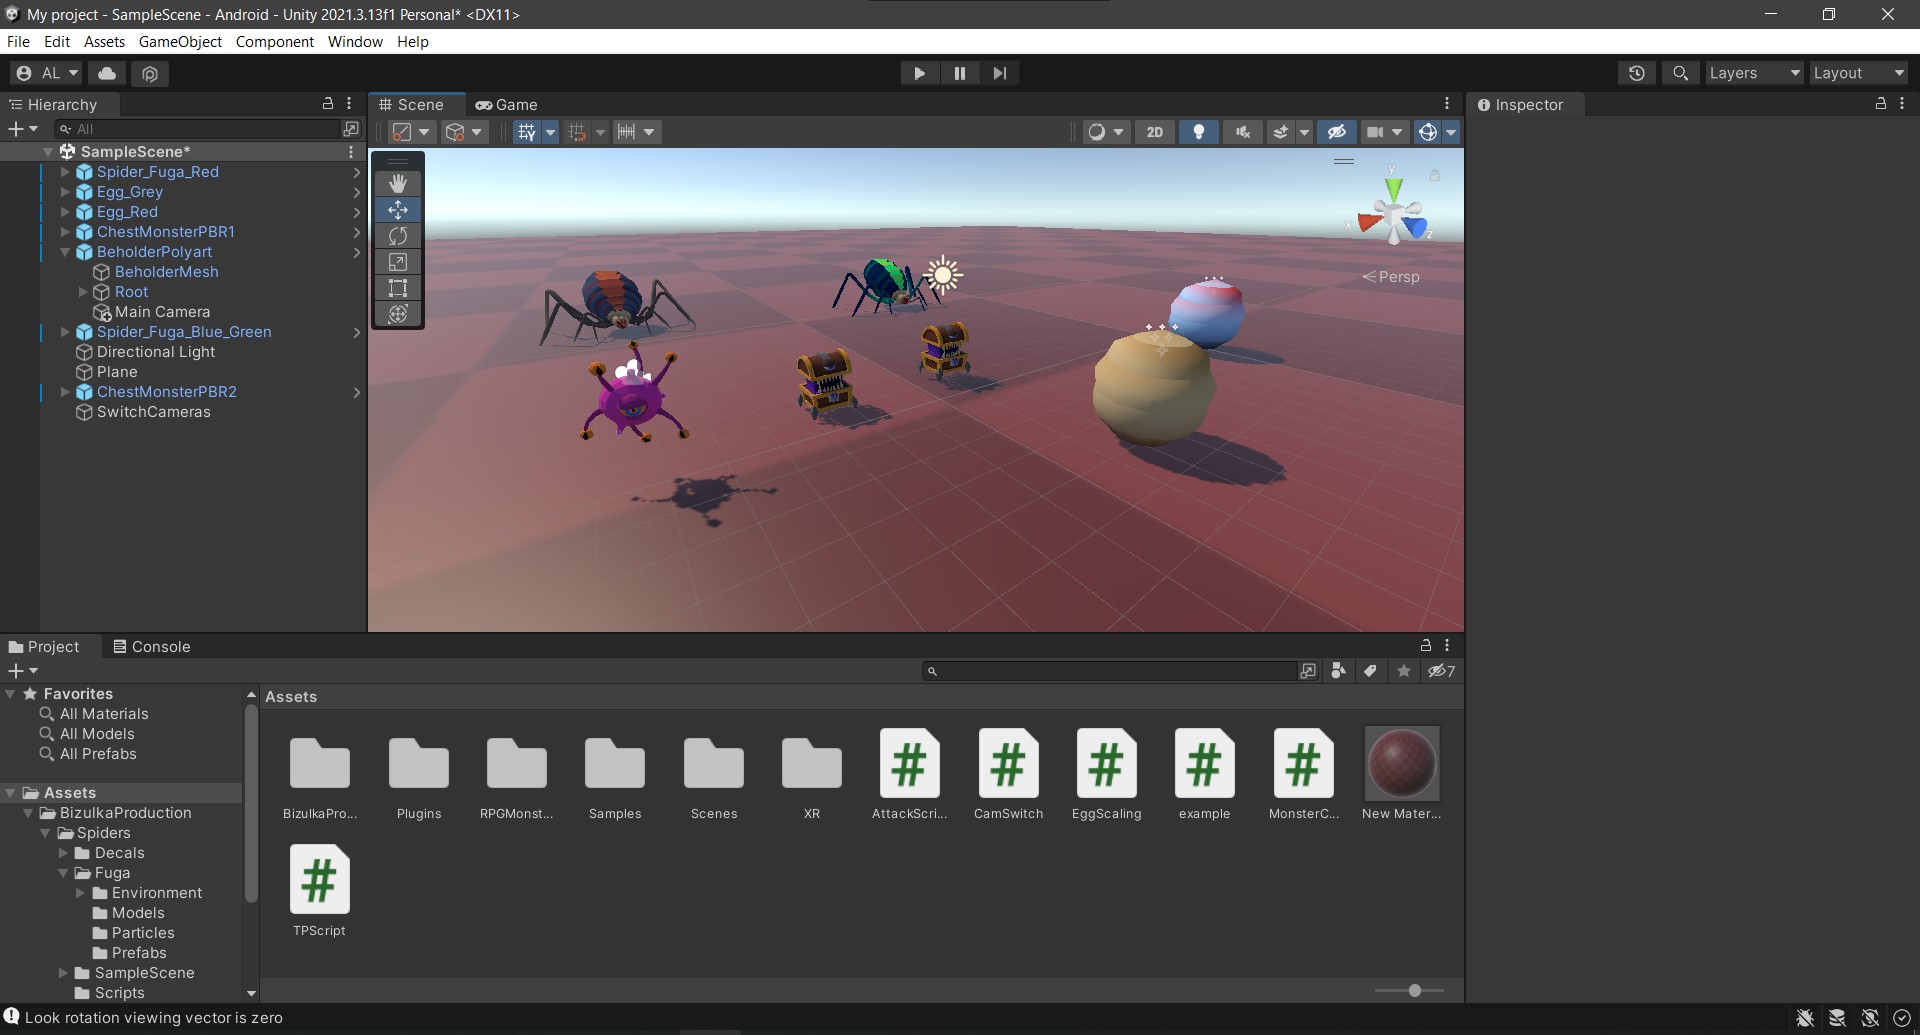 My project - SampleScene - Android - Unity 2021.3.13f1 Personal* <DX11>
File Edit Assets GameObject Component Window Help
AL Layers Layout
Hierarchy
All
SampleScene*
Spider_Fuga_Red
Egg_Grey
Egg_Red
ChestMonsterPBR1
BeholderPolyart
BeholderMesh
Root
Main Camera
Spider_Fuga_Blue_Green
Directional Light
Plane
ChestMonsterPBR2
SwitchCameras
Scene Game
2D
y
x
z
Persp
Inspector
Project Console
7
Favorites
All Materials
All Models
All Prefabs
Assets
BizulkaProduction
Spiders
Decals
Fuga
Environment
Models
Particles
Prefabs
SampleScene
Scripts
Assets
BizulkaPro... Plugins RPGMonst... Samples Scenes XR AttackScri... CamSwitch EggScaling example MonsterC... New Mater...
TPScript
Look rotation viewing vector is zero